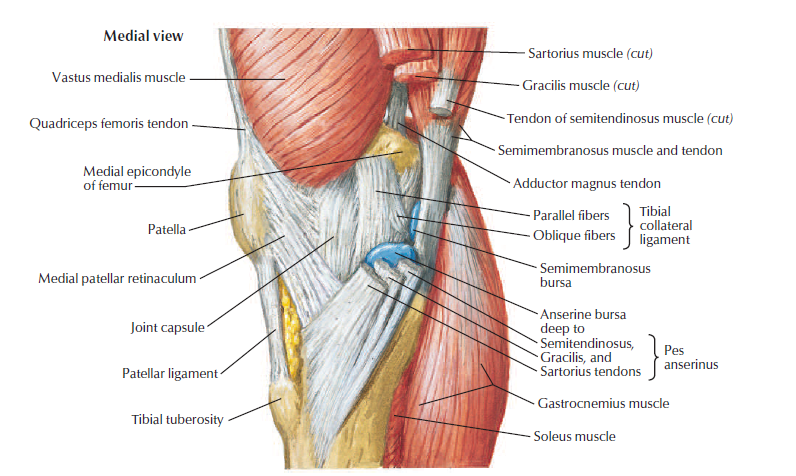 Medial view
Vastus medialis muscle
Quadriceps femoris tendon
Medial epicondyle
of femur
Patella
Medial patellar retinaculum
Joint capsule
Patellar ligament
Tibial tuberosity
Sartorius muscle (cut)
Gracilis muscle (cut)
Tendon of semitendinosus muscle (cut)
Semimembranosus muscle and tendon
Adductor magnus tendon
Parallel fibers
Oblique fibers
Tibial
collateral
ligament
Semimembranosus
bursa
Anserine bursa
deep to
Semitendinosus,
Gracilis, and
Sartorius tendons
Pes
anserinus
Gastrocnemius muscle
Soleus muscle